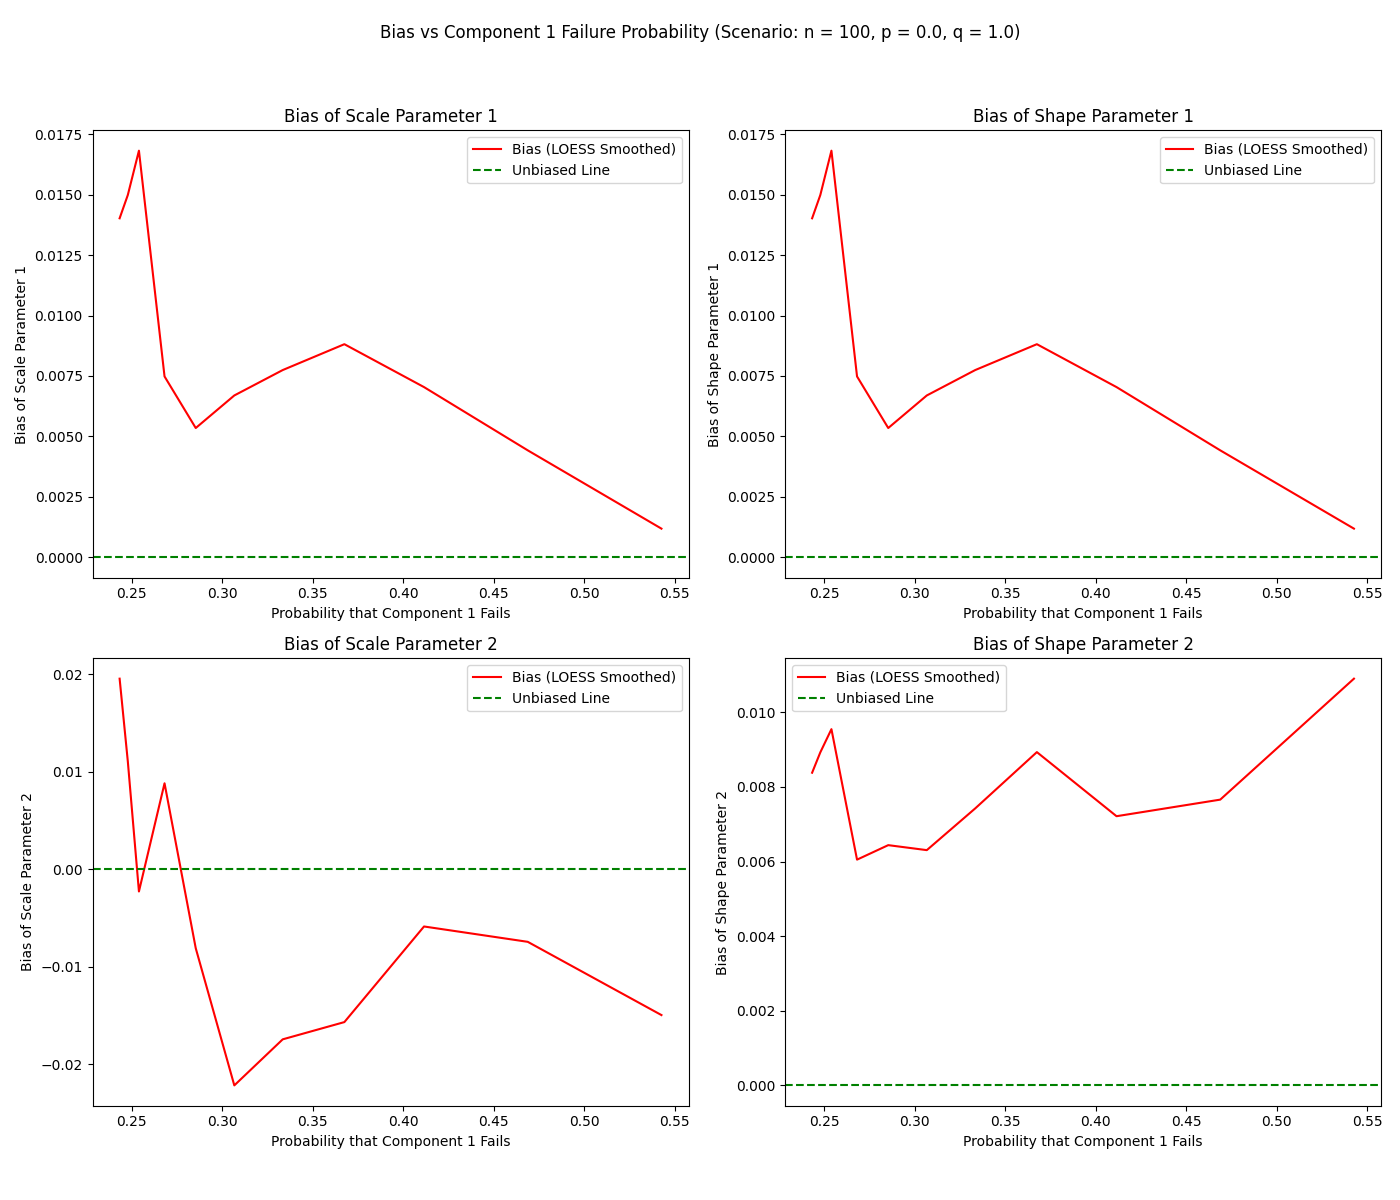 Bias vs Component 1 Failure Probability (Scenario: n = 100, p = 0.0, q = 1.0)
Bias of Scale Parameter 1
Bias of Scale Parameter 1
0.0175
0.0150
0.0125
0.0100
0.0075
0.0050
0.0025
0.0000
Bias (LOESS Smoothed)
Unbiased Line
0.25 0.30 0.35 0.40 0.45 0.50 0.55
Probability that Component 1 Fails
Bias of Shape Parameter 1
Bias of Shape Parameter 1
0.0175
0.0150
0.0125
0.0100
0.0075
0.0050
0.0025
0.0000
Bias (LOESS Smoothed)
Unbiased Line
0.25 0.30 0.35 0.40 0.45 0.50 0.55
Probability that Component 1 Fails
Bias of Scale Parameter 2
Bias of Scale Parameter 2
0.02
0.01
0.00
−0.01
−0.02
Bias (LOESS Smoothed)
Unbiased Line
0.25 0.30 0.35 0.40 0.45 0.50 0.55
Probability that Component 1 Fails
Bias of Shape Parameter 2
Bias of Shape Parameter 2
0.010
0.008
0.006
0.004
0.002
0.000
Bias (LOESS Smoothed)
Unbiased Line
0.25 0.30 0.35 0.40 0.45 0.50 0.55
Probability that Component 1 Fails